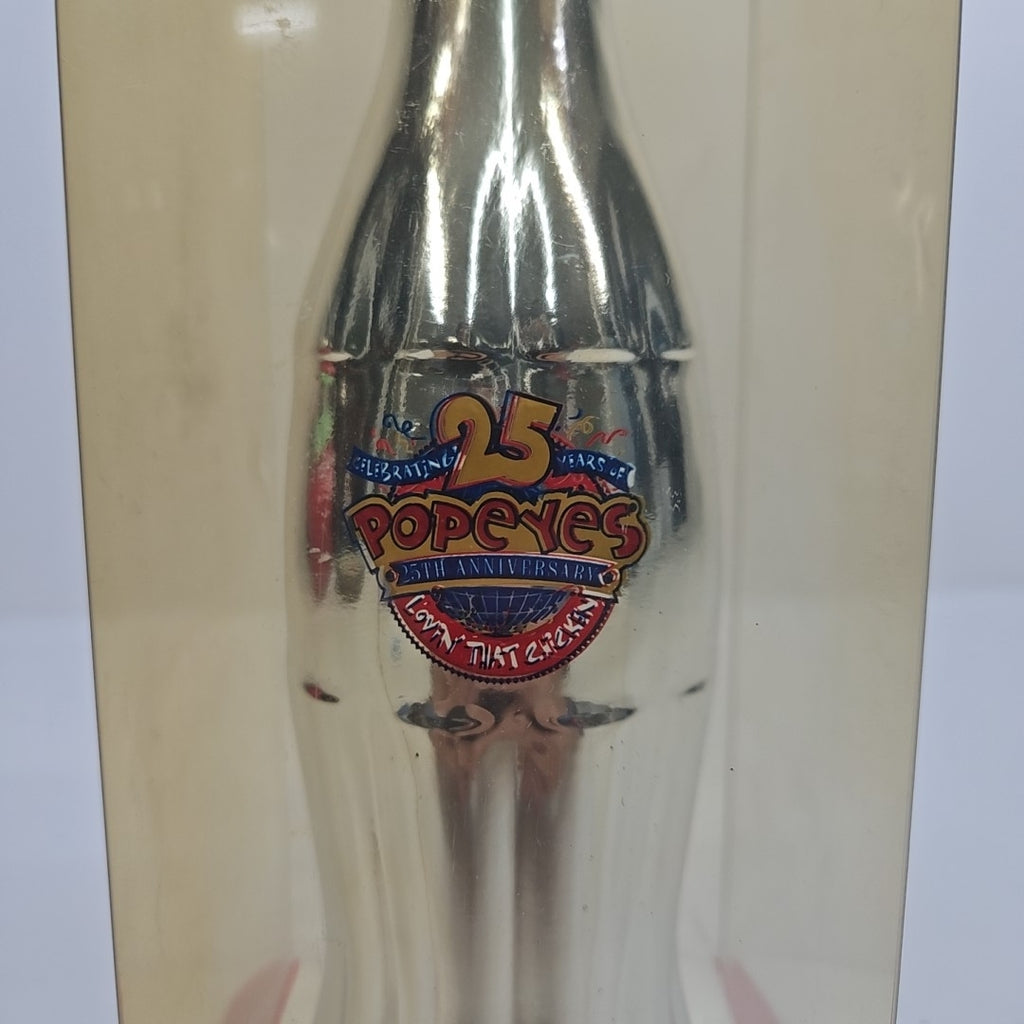 25
CELEBRATING YEARS OF
POPEYES
25TH ANNIVERSARY
LOVIN' THAT CHICKEN